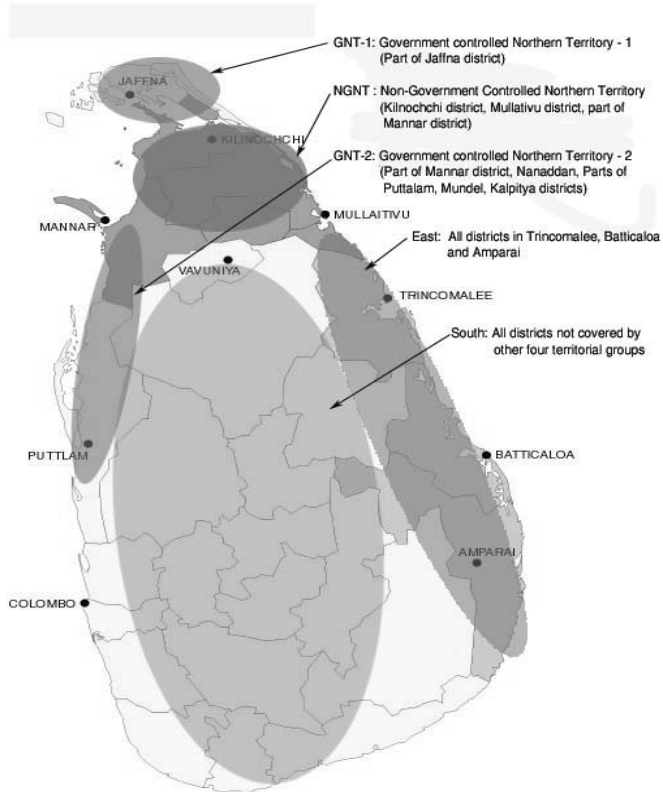 GNT-1: Government controlled Northern Territory - 1
(Part of Jaffna district)
JAFFNA
NGNT : Non-Government Controlled Northern Territory
(Kilnochchi district, Mullativu district, part of
Mannar district)
KILINOCHCHI
GNT-2: Government controlled Northern Territory - 2
(Part of Mannar district, Nanaddan, Parts of
Puttalam, Mundel, Kalpitya districts)
MULLAITIVU
MANNAR
East: All districts in Trincomalee, Batticaloa
and Amparai
VAVUNIYA
TRINCOMALEE
South: All districts not covered by
other four territorial groups
PUTTLAM
BATTICALOA
AMPARAI
COLOMBO